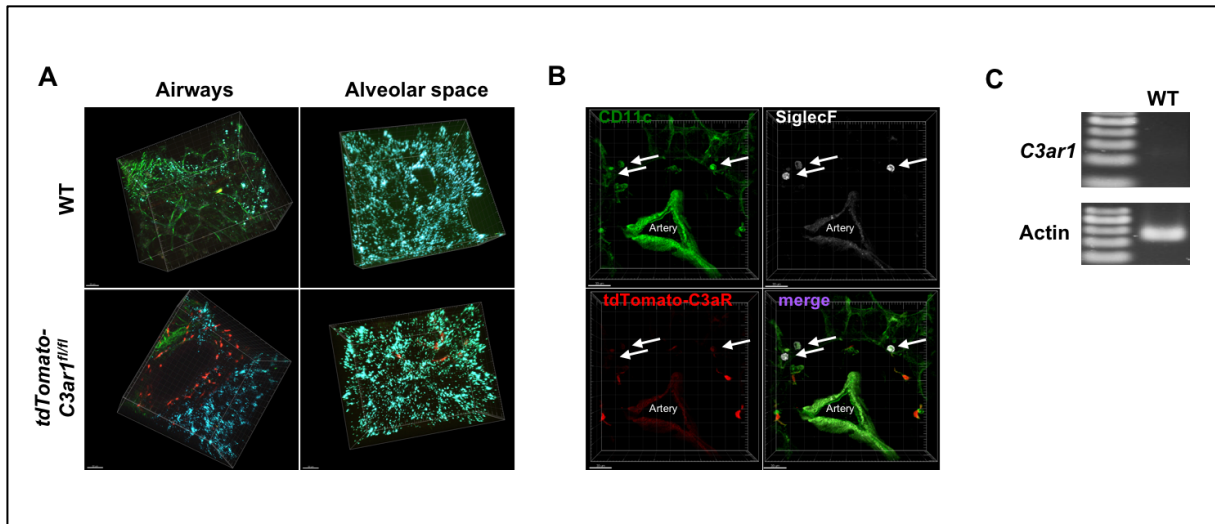 A
Airways
Alveolar space
WT
tdTomato-
C3ar1fl/fl
B
CD11c
SiglecF
Artery
Artery
tdTomato-C3aR
merge
Artery
Artery
C
WT
C3ar1
Actin